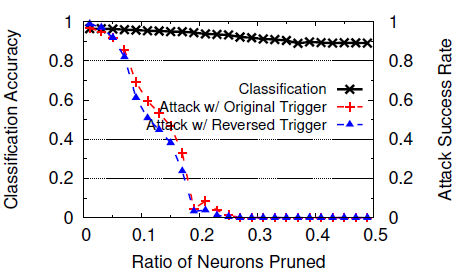 1
0.8
0.6
0.4
0.2
0
1
0.8
0.6
0.4
0.2
0
Classification Accuracy
Attack Success Rate
Classification
Attack w/ Original Trigger
Attack w/ Reversed Trigger
0 0.1 0.2 0.3 0.4 0.5
Ratio of Neurons Pruned